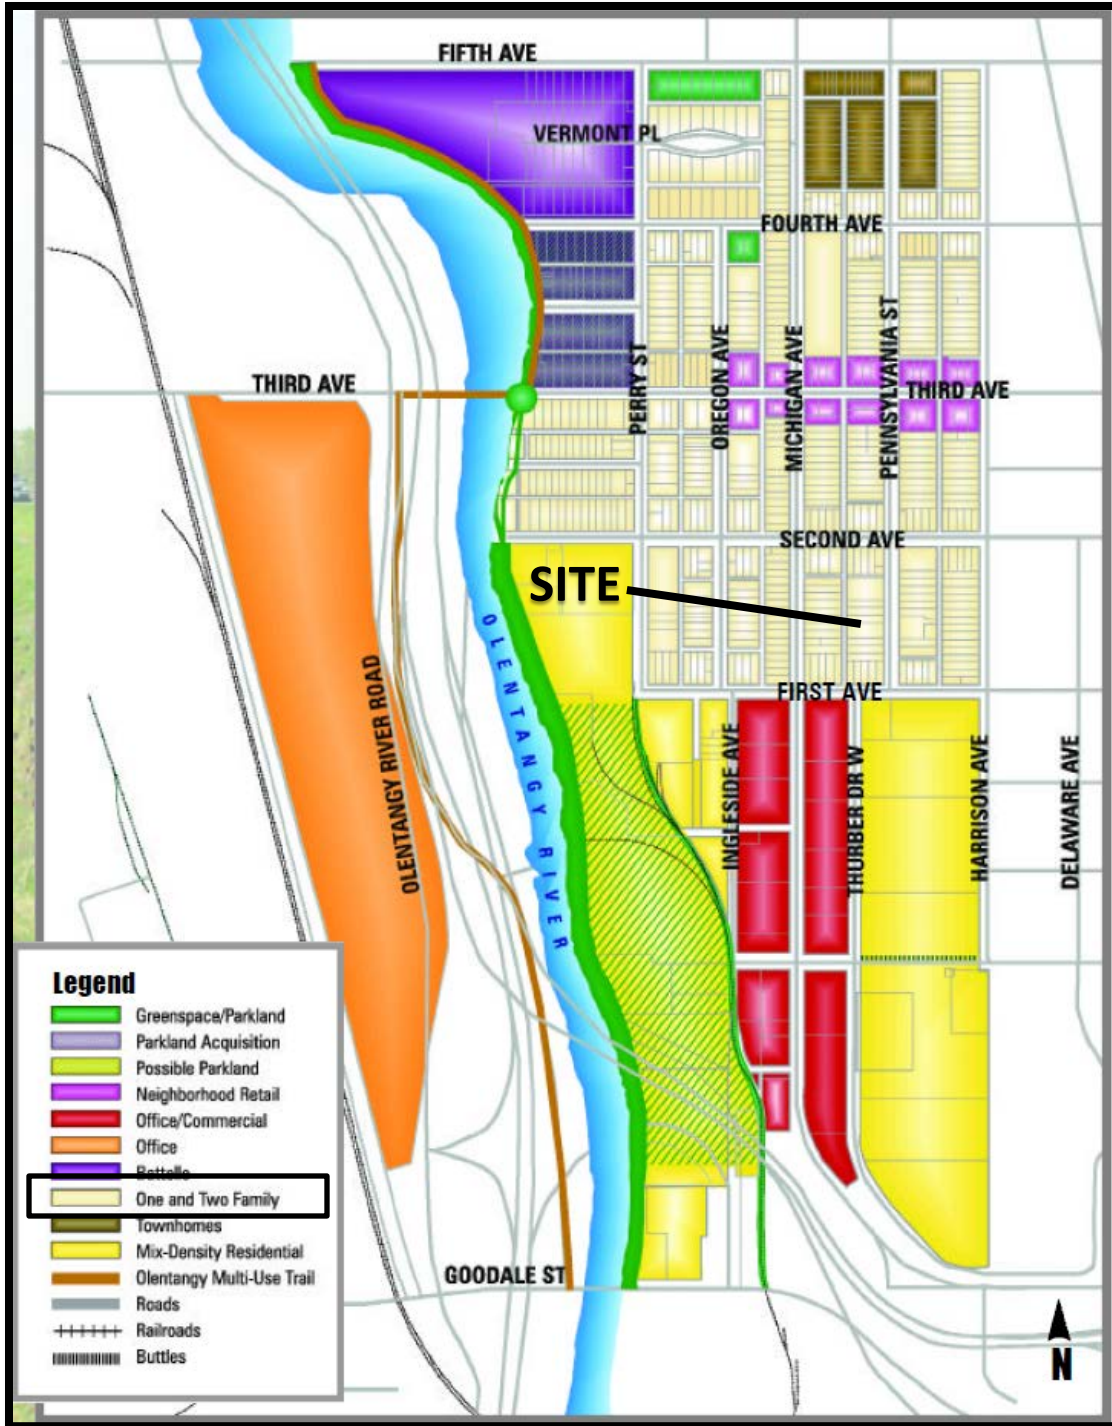 FIFTH AVE
VERMONT PL
FOURTH AVE
PERRY ST
OREGON AVE
MICHIGAN AVE
PENNSYLVANIA ST
THIRD AVE
THIRD AVE
SECOND AVE
SITE
FIRST AVE
OLENTANGY RIVER ROAD
OLENTANGY RIVER
INGLESIDE AVE
THURBER DR W
HARRISON AVE
DELAWARE AVE
Legend
Greenspace/Parkland
Parkland Acquisition
Possible Parkland
Neighborhood Retail
Office/Commercial
Office
Battelle
One and Two Family
Townhomes
Mix-Density Residential
Olentangy Multi-Use Trail
Roads
Railroads
Buttles
GOODALE ST
N